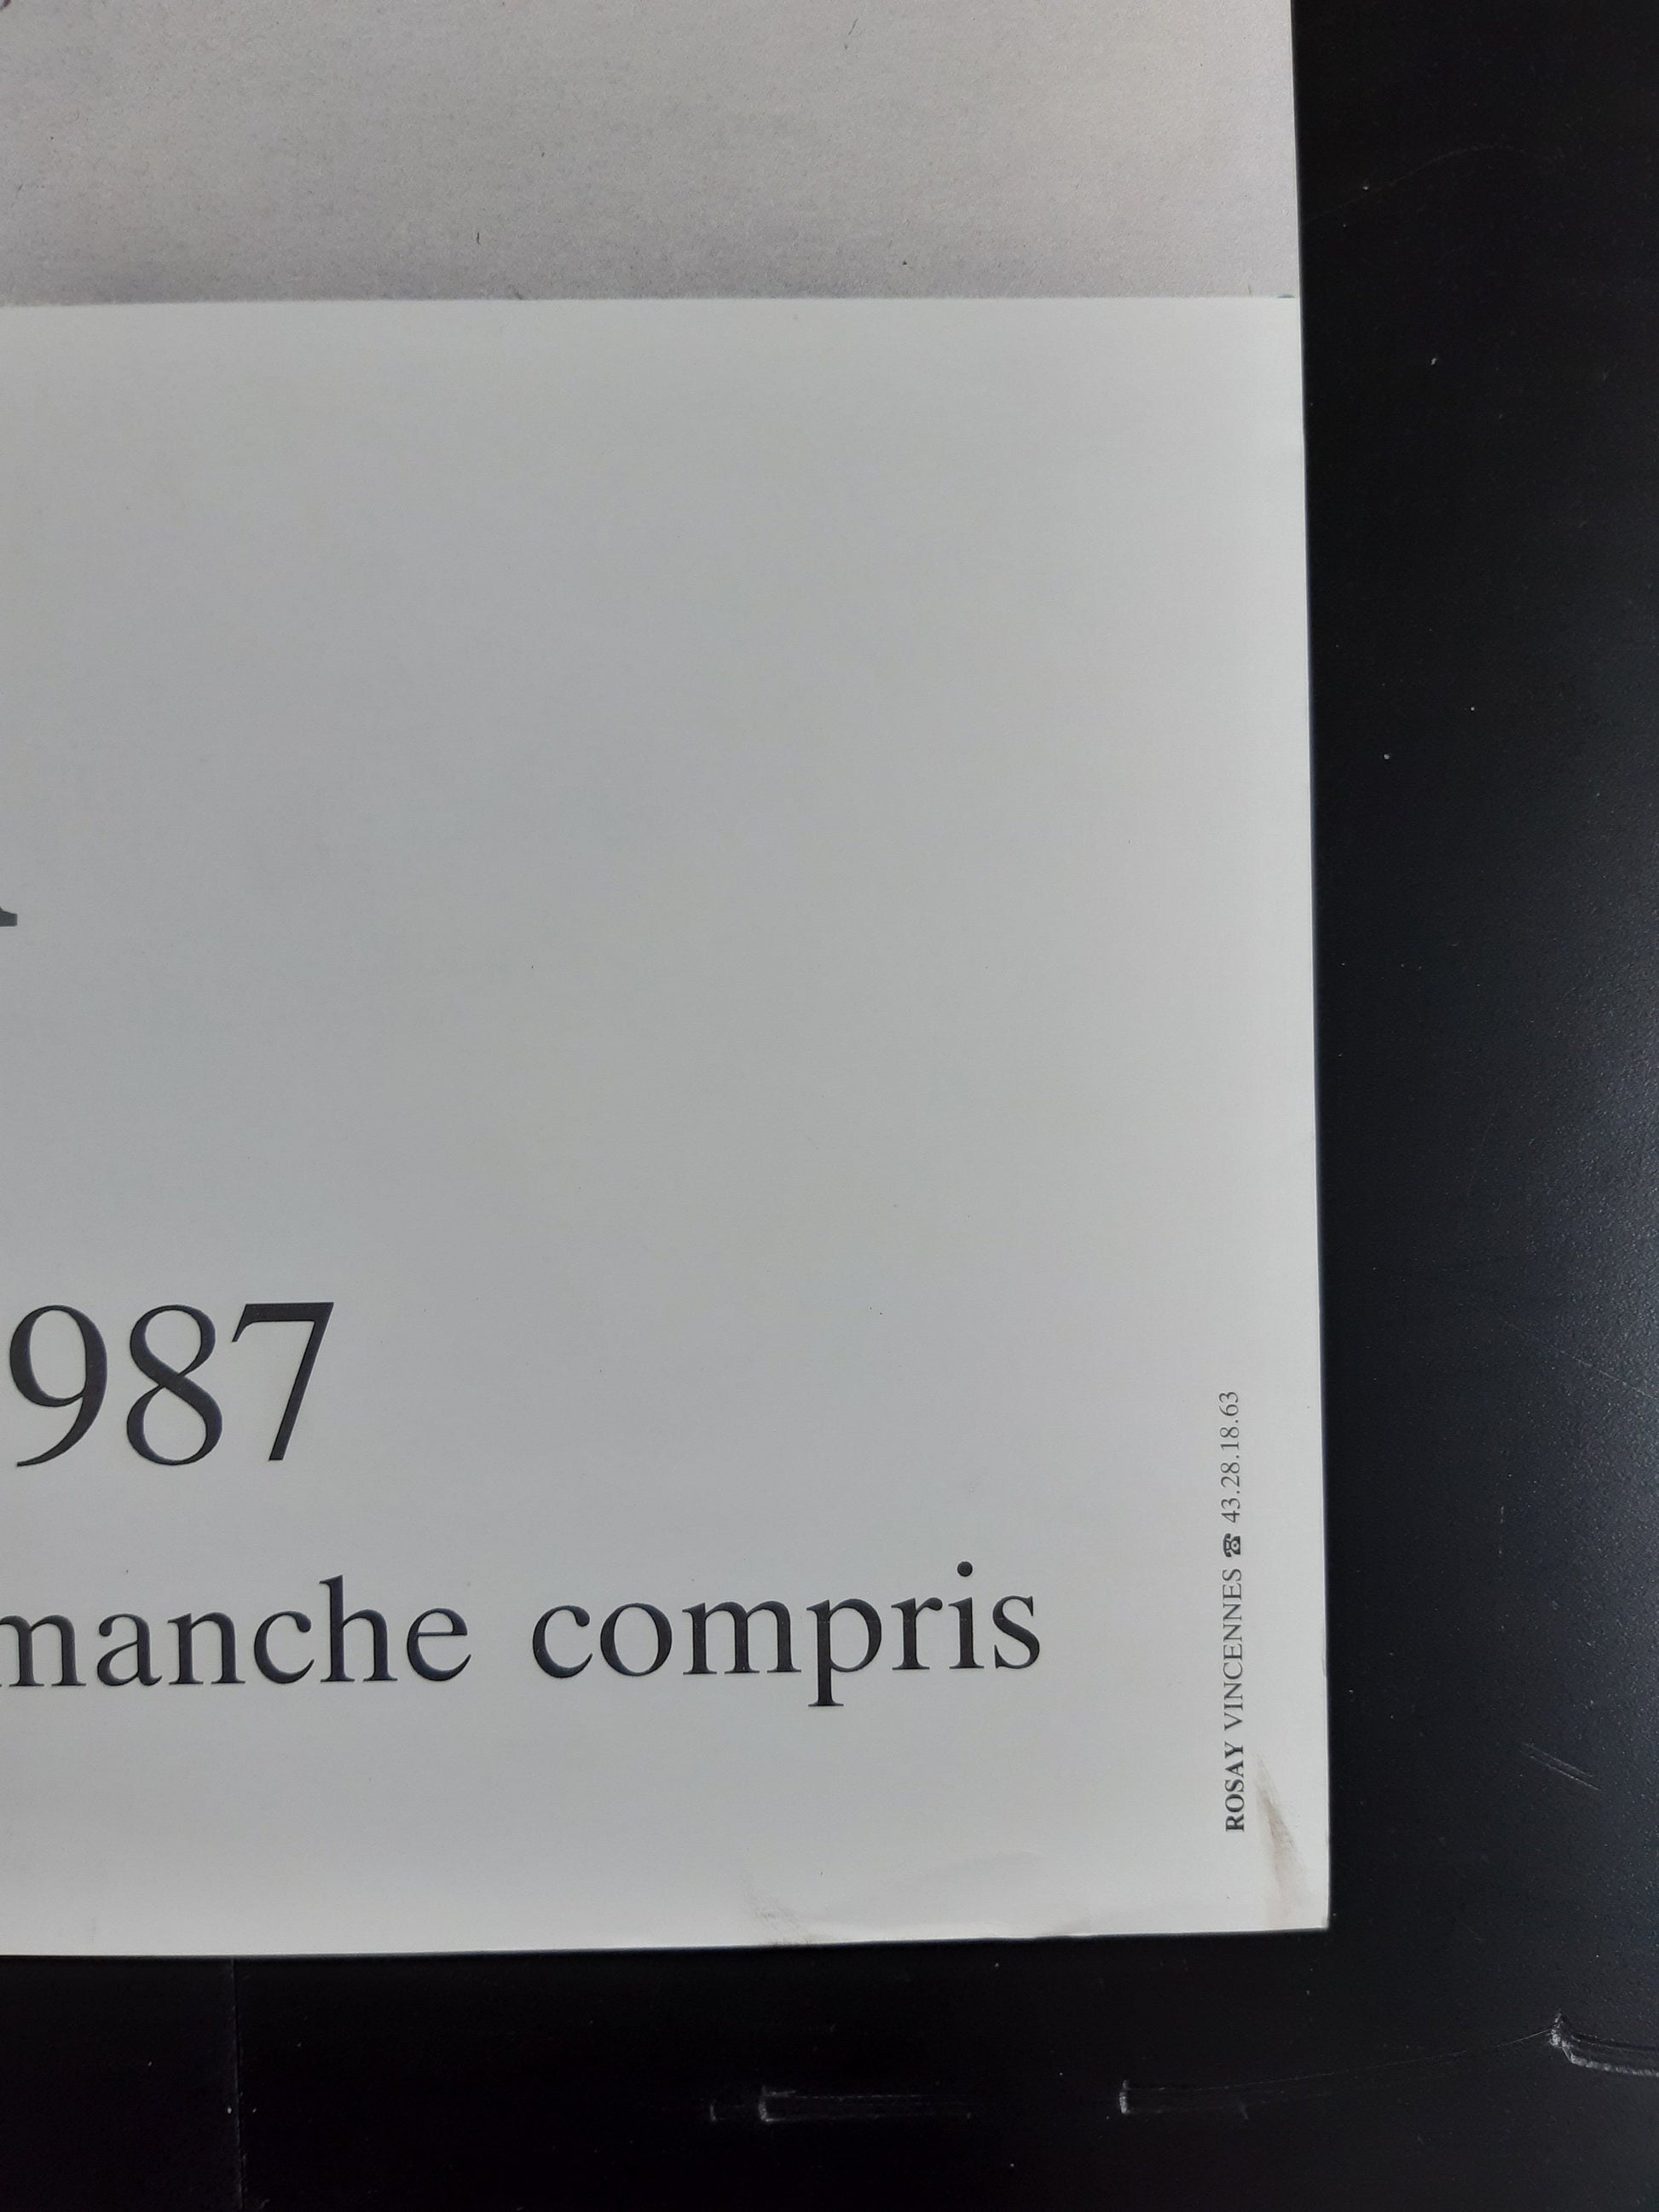 987
manche compris
ROSAY VINCENNES ☎ 43.28.18.63